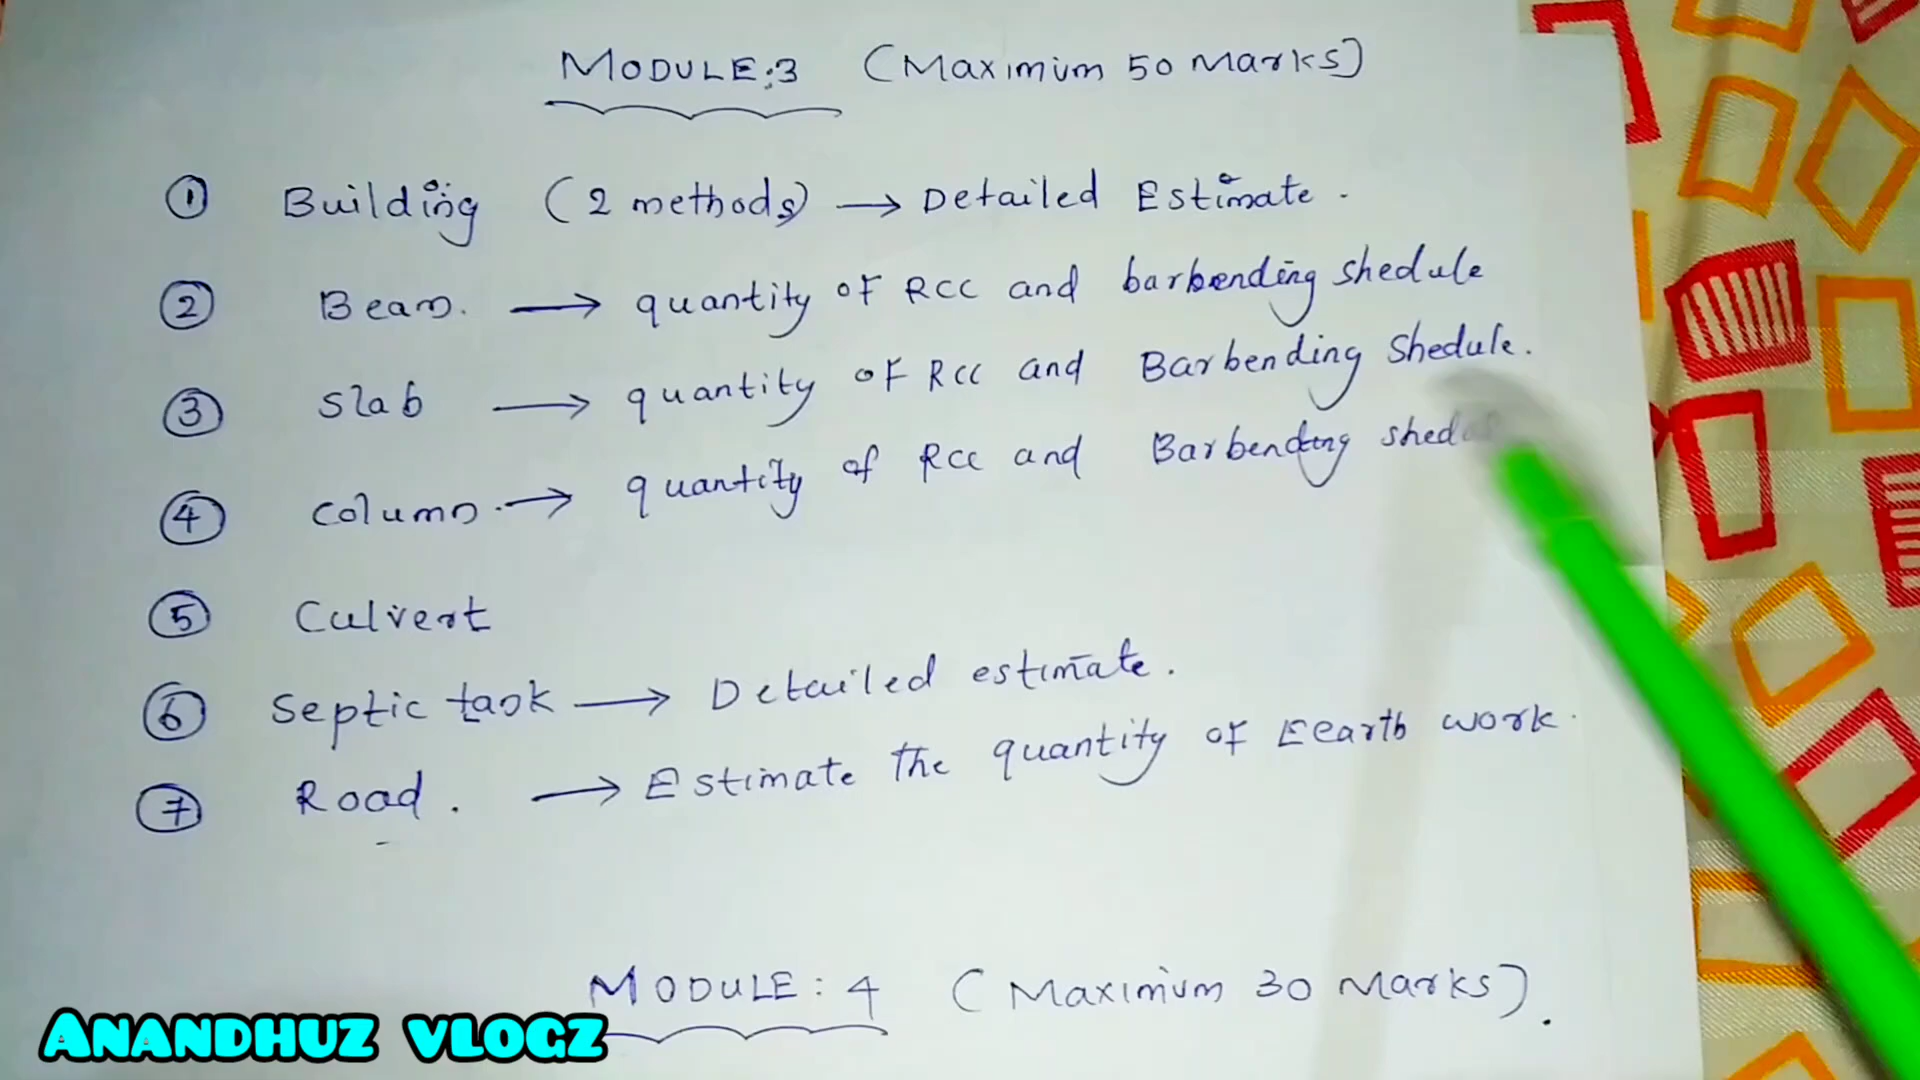 MODULE:3 (Maximum 50 Marks)
1 Building (2 methods) → Detailed Estimate.
2 Beam. → quantity of RCC and barbending shedule
3 Slab → quantity of RCC and Barbending Shedule.
4 Column. → quantity of RCC and Barbending
5 Culvert
6 Septic tank → Detailed estimate.
7 Road. → Estimate the quantity of Eearth work.
MODULE: 4 (Maximum 30 Marks).
ANANDHUZ VLOGZ